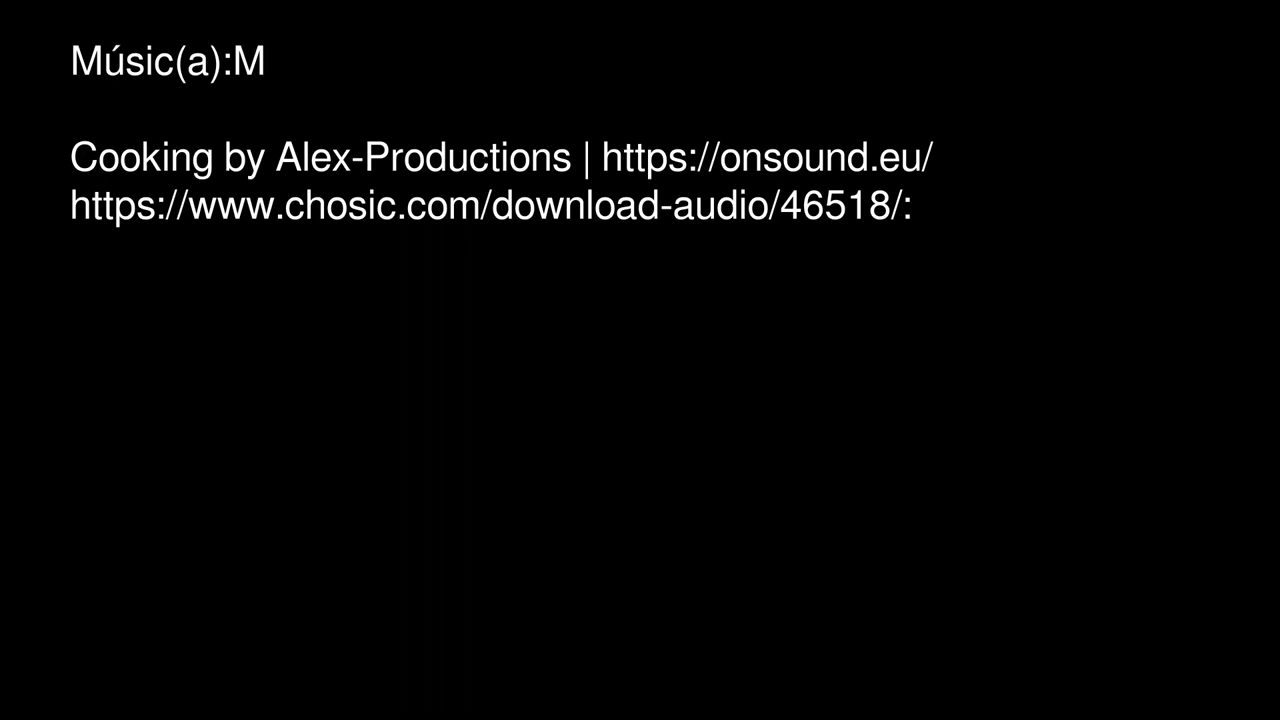 Músic(a):M
Cooking by Alex-Productions | https://onsound.eu/
https://www.chosic.com/download-audio/46518/: